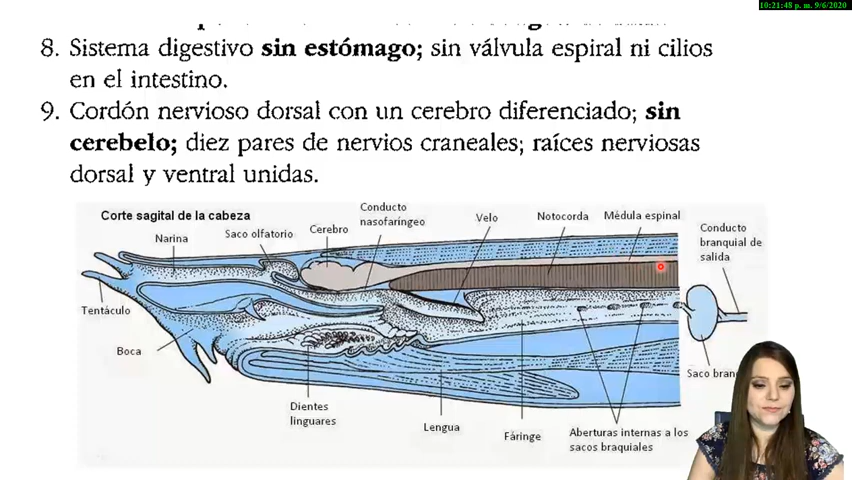 10:21:48 p. m. 9/6/2020
8. Sistema digestivo sin estómago; sin válvula espiral ni cilios
en el intestino.
9. Cordón nervioso dorsal con un cerebro diferenciado; sin
cerebelo; diez pares de nervios craneales; raíces nerviosas
dorsal y ventral unidas.
Corte sagital de la cabeza
Narina
Saco olfatorio
Cerebro
Conducto
nasofaríngeo
Velo
Notocorda
Médula espinal
Conducto
branquial de
salida
Tentáculo
Boca
Dientes
linguares
Lengua
Fáringe
Aberturas internas a los
sacos braquiales
Saco